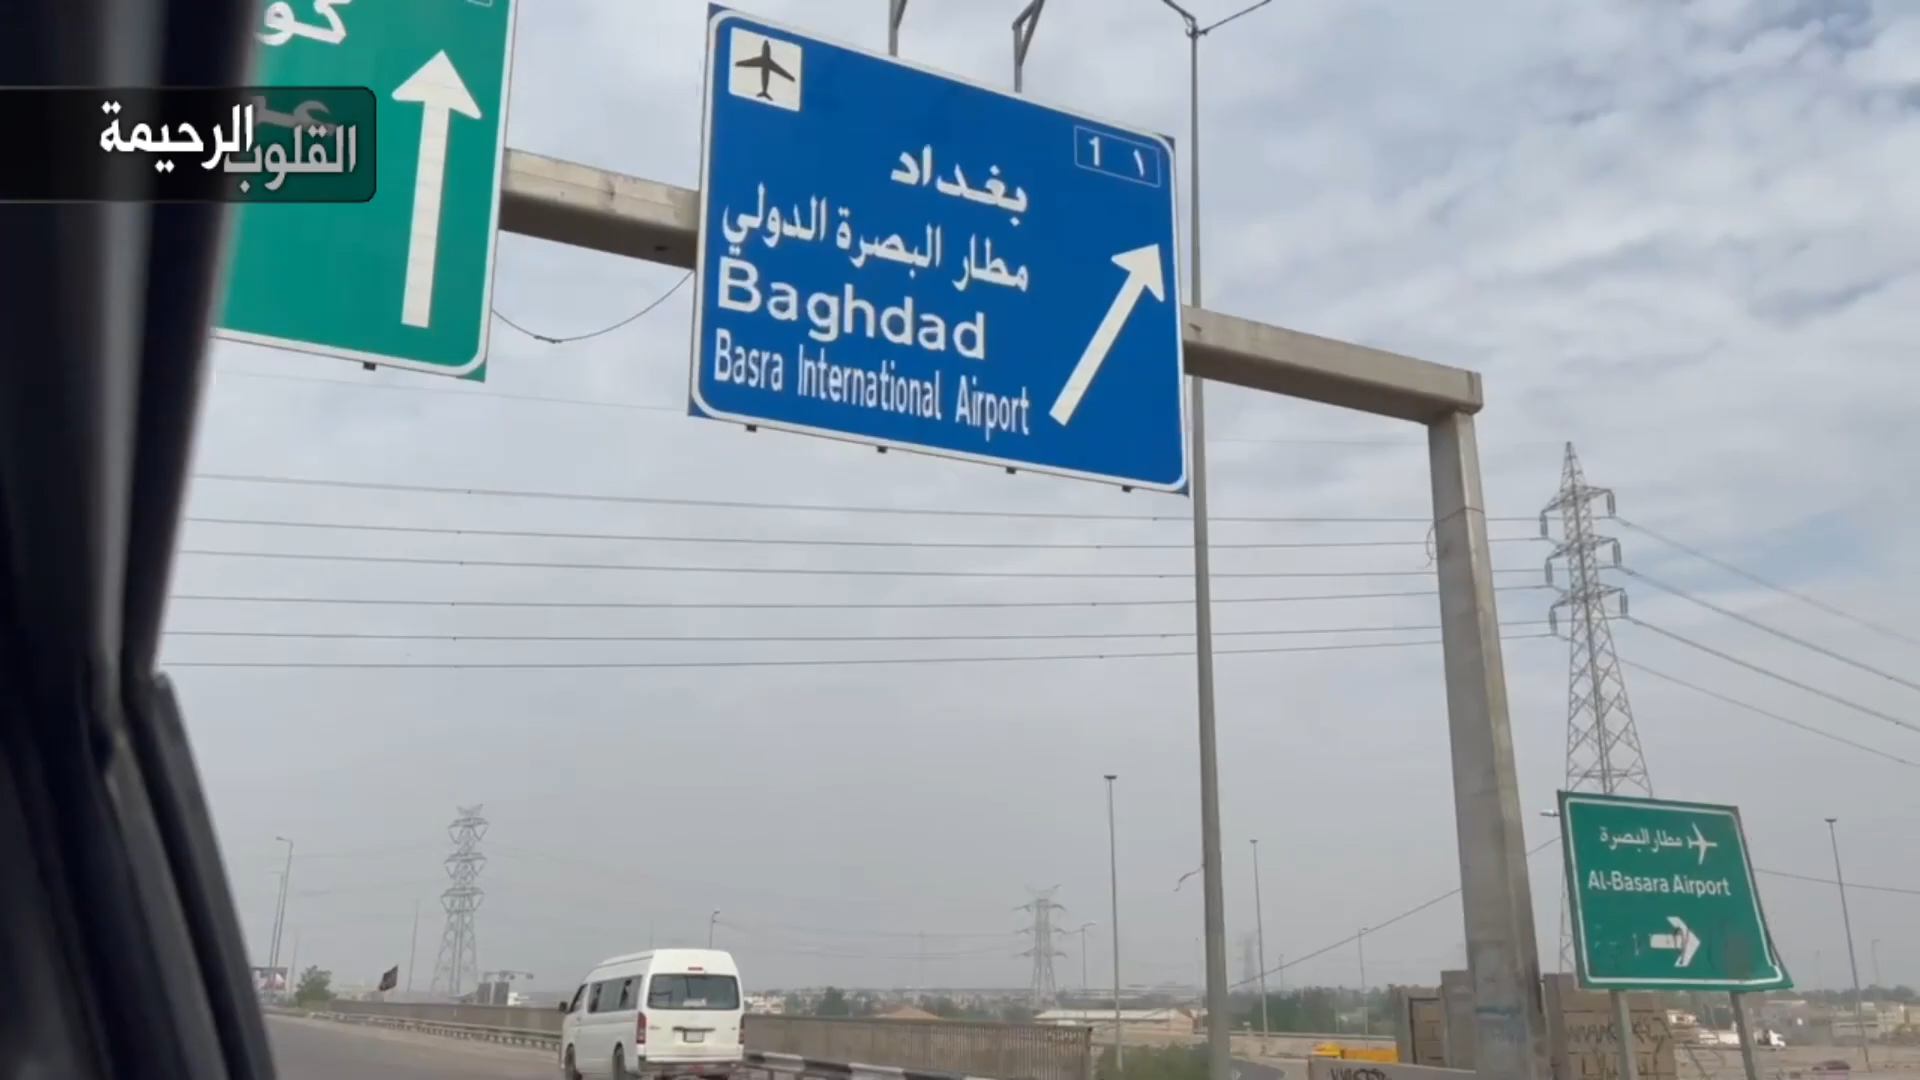 القلوب الرحيمة
1 ١
بغداد
مطار البصرة الدولي
Baghdad
Basra International Airport
مطار البصرة
Al-Basara Airport